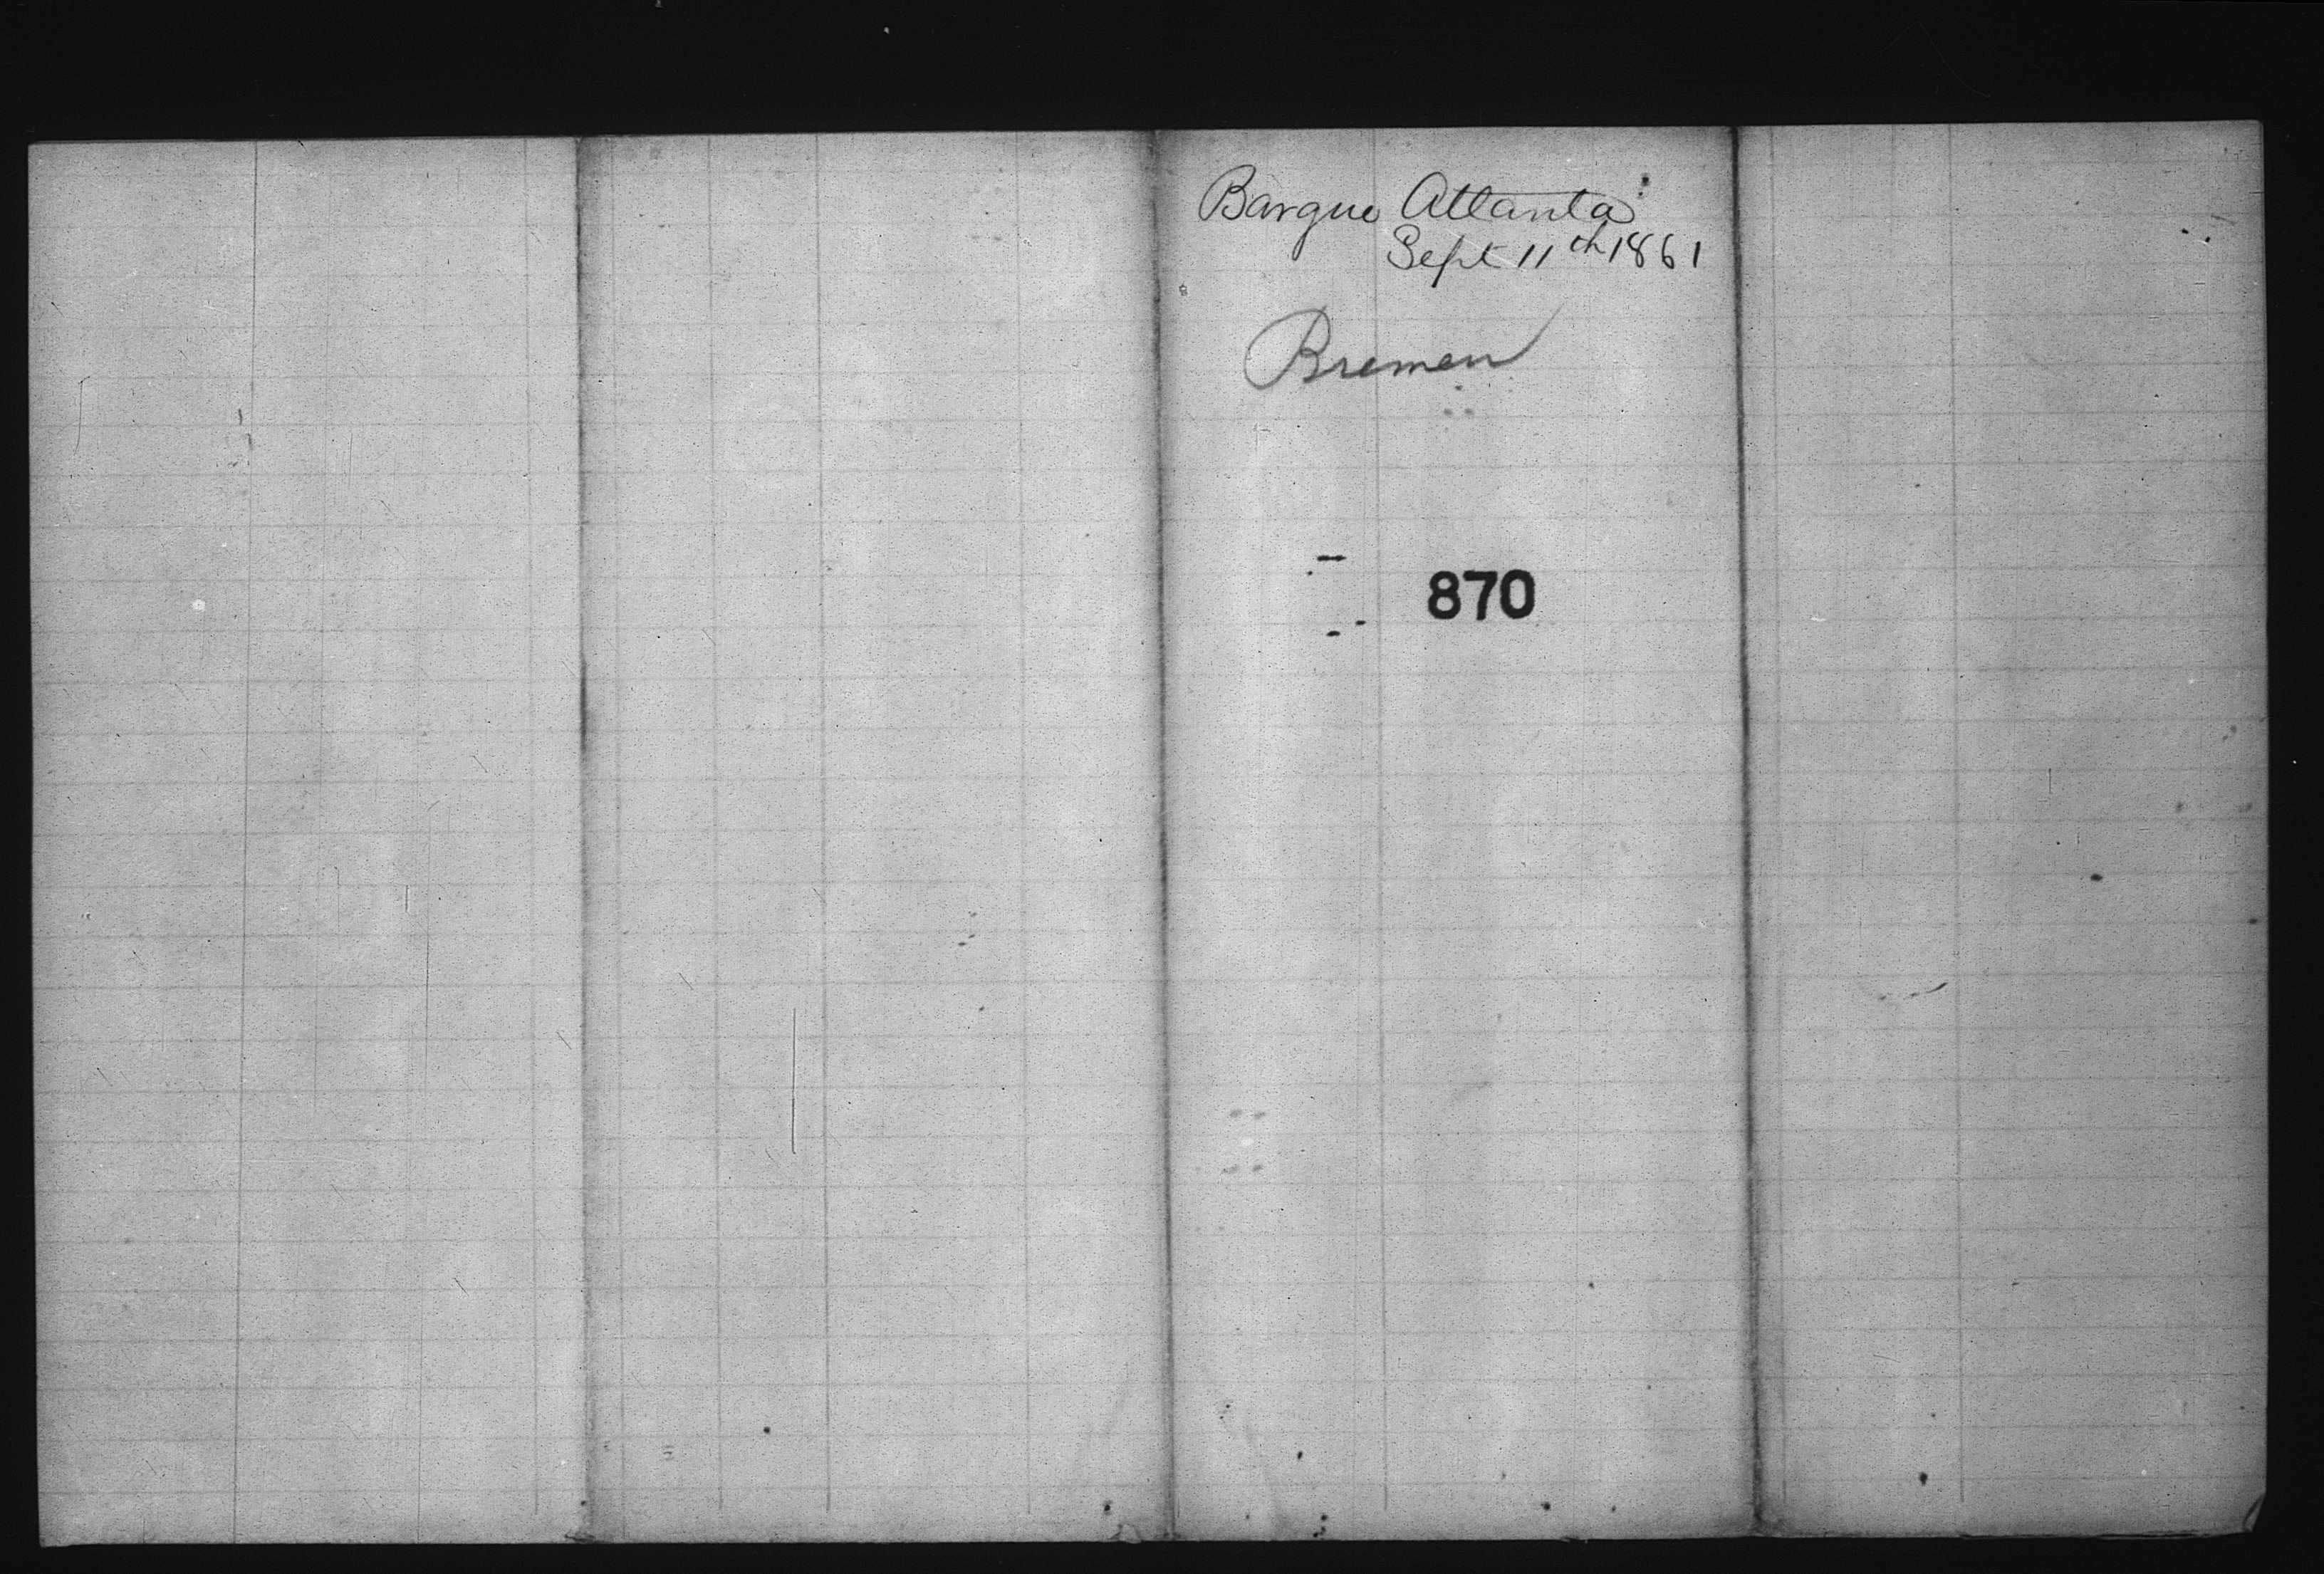 Barque Atlanta
Sept 11th 1861
Bremen
870